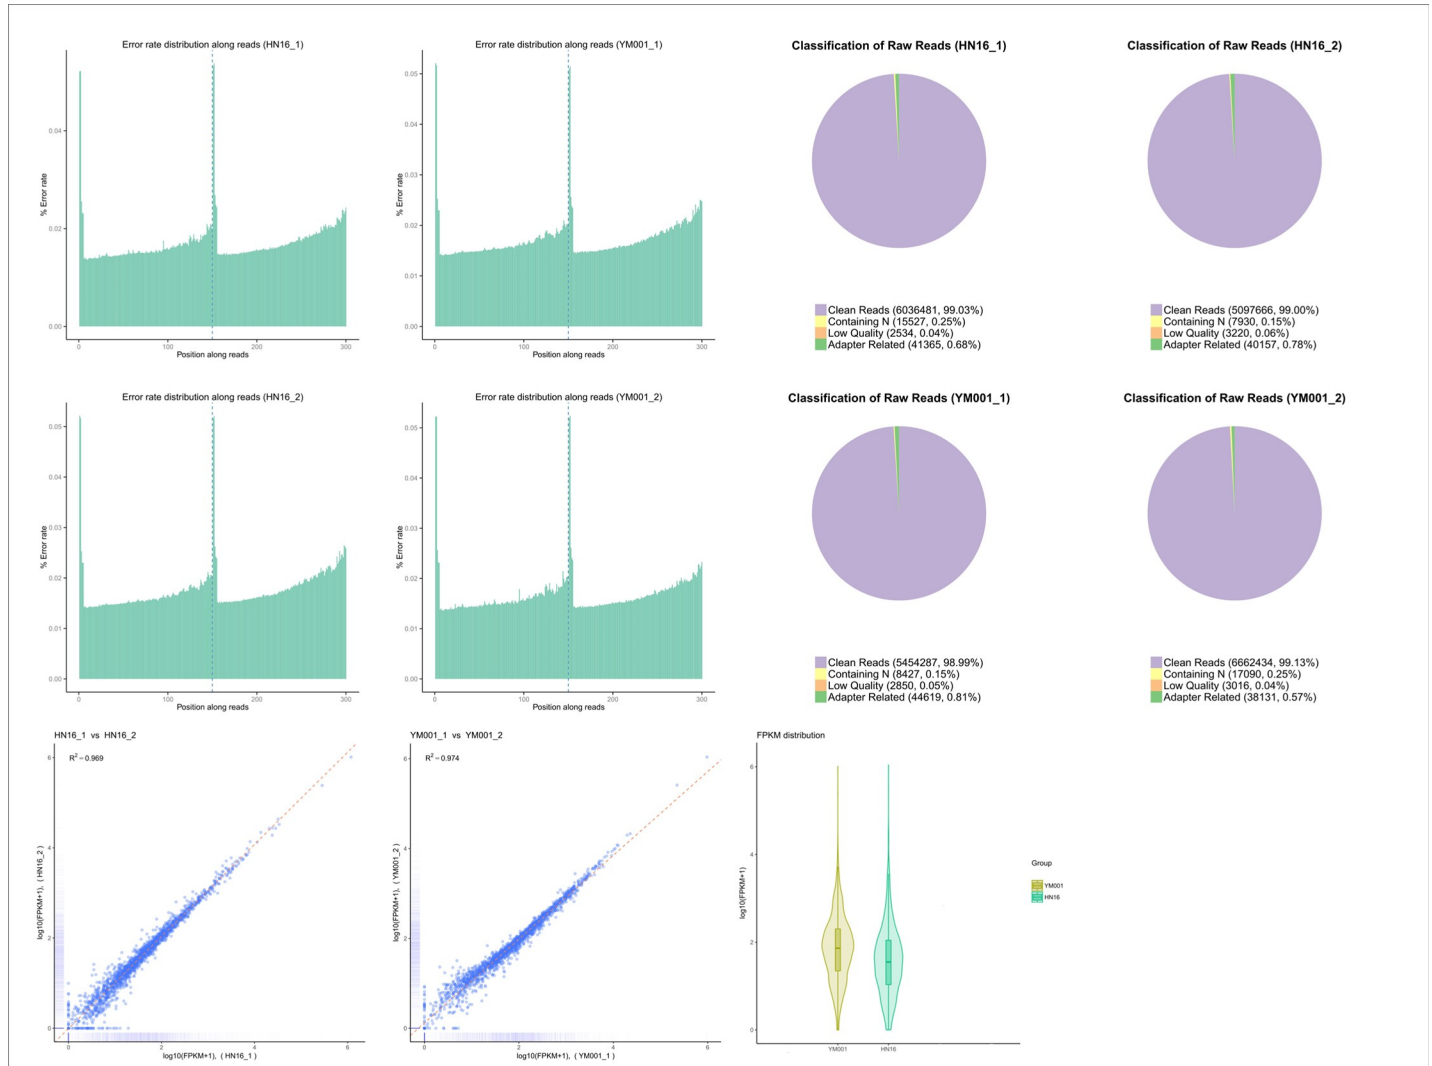 Error rate distribution along reads (HN16_1)
% Error rate
0.04
0.02
0.00
0
100
200
300
Position along reads
Error rate distribution along reads (YM001_1)
% Error rate
0.05
0.04
0.03
0.02
0.01
0.00
0
100
200
300
Position along reads
Classification of Raw Reads (HN16_1)
Clean Reads (6036481, 99.03%)
Containing N (15527, 0.25%)
Low Quality (2534, 0.04%)
Adapter Related (41365, 0.68%)
Classification of Raw Reads (HN16_2)
Clean Reads (5097666, 99.00%)
Containing N (7930, 0.15%)
Low Quality (3220, 0.06%)
Adapter Related (40157, 0.78%)
Error rate distribution along reads (HN16_2)
% Error rate
0.05
0.04
0.03
0.02
0.01
0.00
0
100
200
300
Position along reads
Error rate distribution along reads (YM001_2)
% Error rate
0.05
0.04
0.03
0.02
0.01
0.00
0
100
200
300
Position along reads
Classification of Raw Reads (YM001_1)
Clean Reads (5454287, 98.99%)
Containing N (8427, 0.15%)
Low Quality (2850, 0.05%)
Adapter Related (44619, 0.81%)
Classification of Raw Reads (YM001_2)
Clean Reads (6662434, 99.13%)
Containing N (17090, 0.25%)
Low Quality (3016, 0.04%)
Adapter Related (38131, 0.57%)
HN16_1 vs HN16_2
R² = 0.969
log10(FPKM+1), ( HN16_2 )
6
4
2
0
0
2
4
6
log10(FPKM+1), ( HN16_1 )
YM001_1 vs YM001_2
R² = 0.974
log10(FPKM+1), ( YM001_2 )
6
4
2
0
0
2
4
6
log10(FPKM+1), ( YM001_1 )
FPKM distribution
log10(FPKM+1)
6
4
2
0
YM001
HN16
Group
YM001
HN16